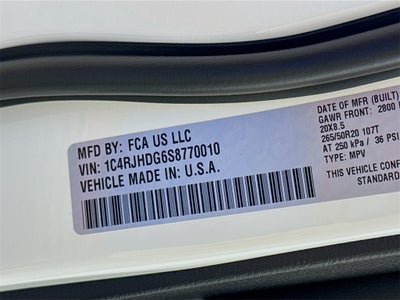 MFD BY: FCA US LLC
VIN: 1C4RJHDG6S8770010
VEHICLE MADE IN: U.S.A.
DATE OF MFR (BUILT)
GAWR FRONT: 2800
20X8.5
265/50R20 107T
AT 250 kPa / 36 PSI
TYPE: MPV
THIS VEHICLE CONF
STANDAR